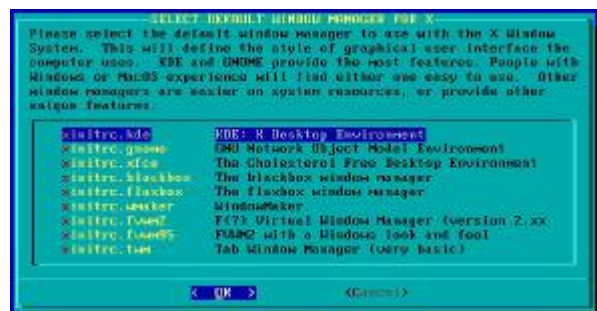 SELECT DEFAULT WINDOW MANAGER FOR X
Please select the default window manager to use with the X Window
System.  This will define the style of graphical user interface the
computer uses.  KDE and GNOME provide the most features.  People with
Windows or MacOS experience will find either one easy to use.  Other
window managers are easier on system resources, or provide other
unique features.
xinitrc.kde KDE: K Desktop Environment
xinitrc.gnome GNU Network Object Model Environment
xinitrc.xfce The Cholesterol Free Desktop Environment
xinitrc.blackbox The blackbox window manager
xinitrc.fluxbox The fluxbox window manager
xinitrc.wmaker WindowMaker
xinitrc.fvwm2 F(?) Virtual Window Manager (version 2.xx
xinitrc.fvwm95 FVWM2 with a Windows look and feel
xinitrc.twm Tab Window Manager (very basic)
< OK > <Cancel>